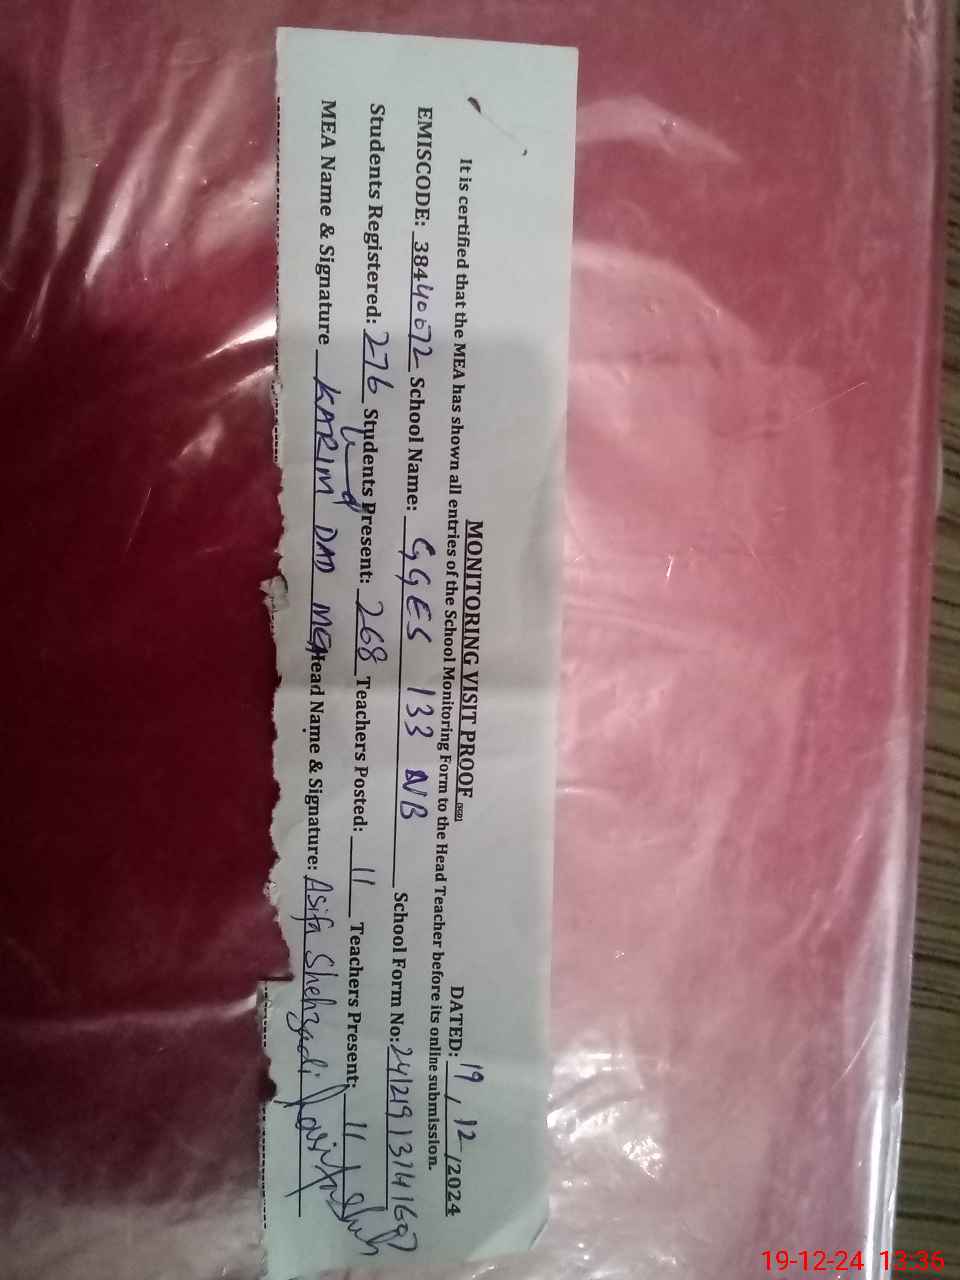 MONITORING VISIT PROOF (SGD) DATED: 19 / 12 /2024
It is certified that the MEA has shown all entries of the School Monitoring Form to the Head Teacher before its online submission.
EMISCODE: 38440072 School Name: GGES 133 NB School Form No:
Students Registered: 276 Students Present: 268 Teachers Posted: 11 Teachers Present: 11
MEA Name & Signature KARIM DAD MEA Head Name & Signature: Asifa Shehzadi
19-12-24 13:36